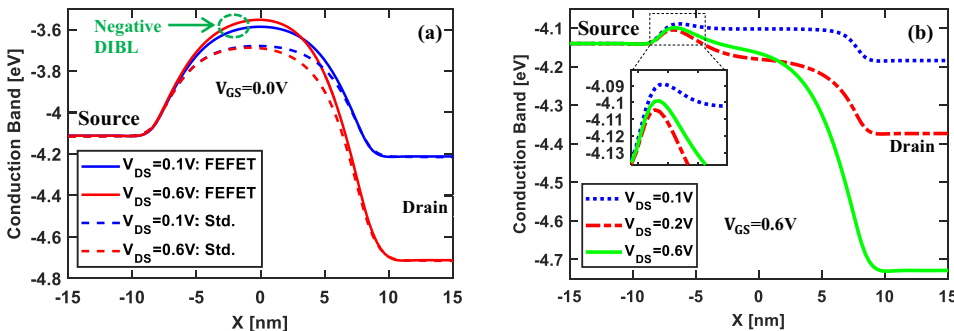 Negative
DIBL
(a)
V_GS=0.0V
Source
Drain
V_DS=0.1V: FEFET
V_DS=0.6V: FEFET
V_DS=0.1V: Std.
V_DS=0.6V: Std.
Conduction Band [eV]
-3.6
-3.8
-4
-4.2
-4.4
-4.6
-4.8
-15
-10
-5
0
5
10
15
X [nm]
(b)
Source
Drain
V_GS=0.6V
-4.09
-4.1
-4.11
-4.12
-4.13
V_DS=0.1V
V_DS=0.2V
V_DS=0.6V
Conduction Band [eV]
-4.1
-4.2
-4.3
-4.4
-4.5
-4.6
-4.7
-15
-10
-5
0
5
10
15
X [nm]